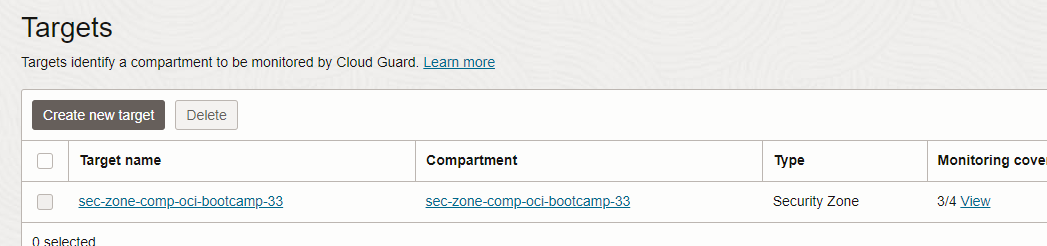 Targets
Targets identify a compartment to be monitored by Cloud Guard. Learn more
Create new target Delete
Target name Compartment Type Monitoring cove
sec-zone-comp-oci-bootcamp-33 sec-zone-comp-oci-bootcamp-33 Security Zone 3/4 View
0 selected